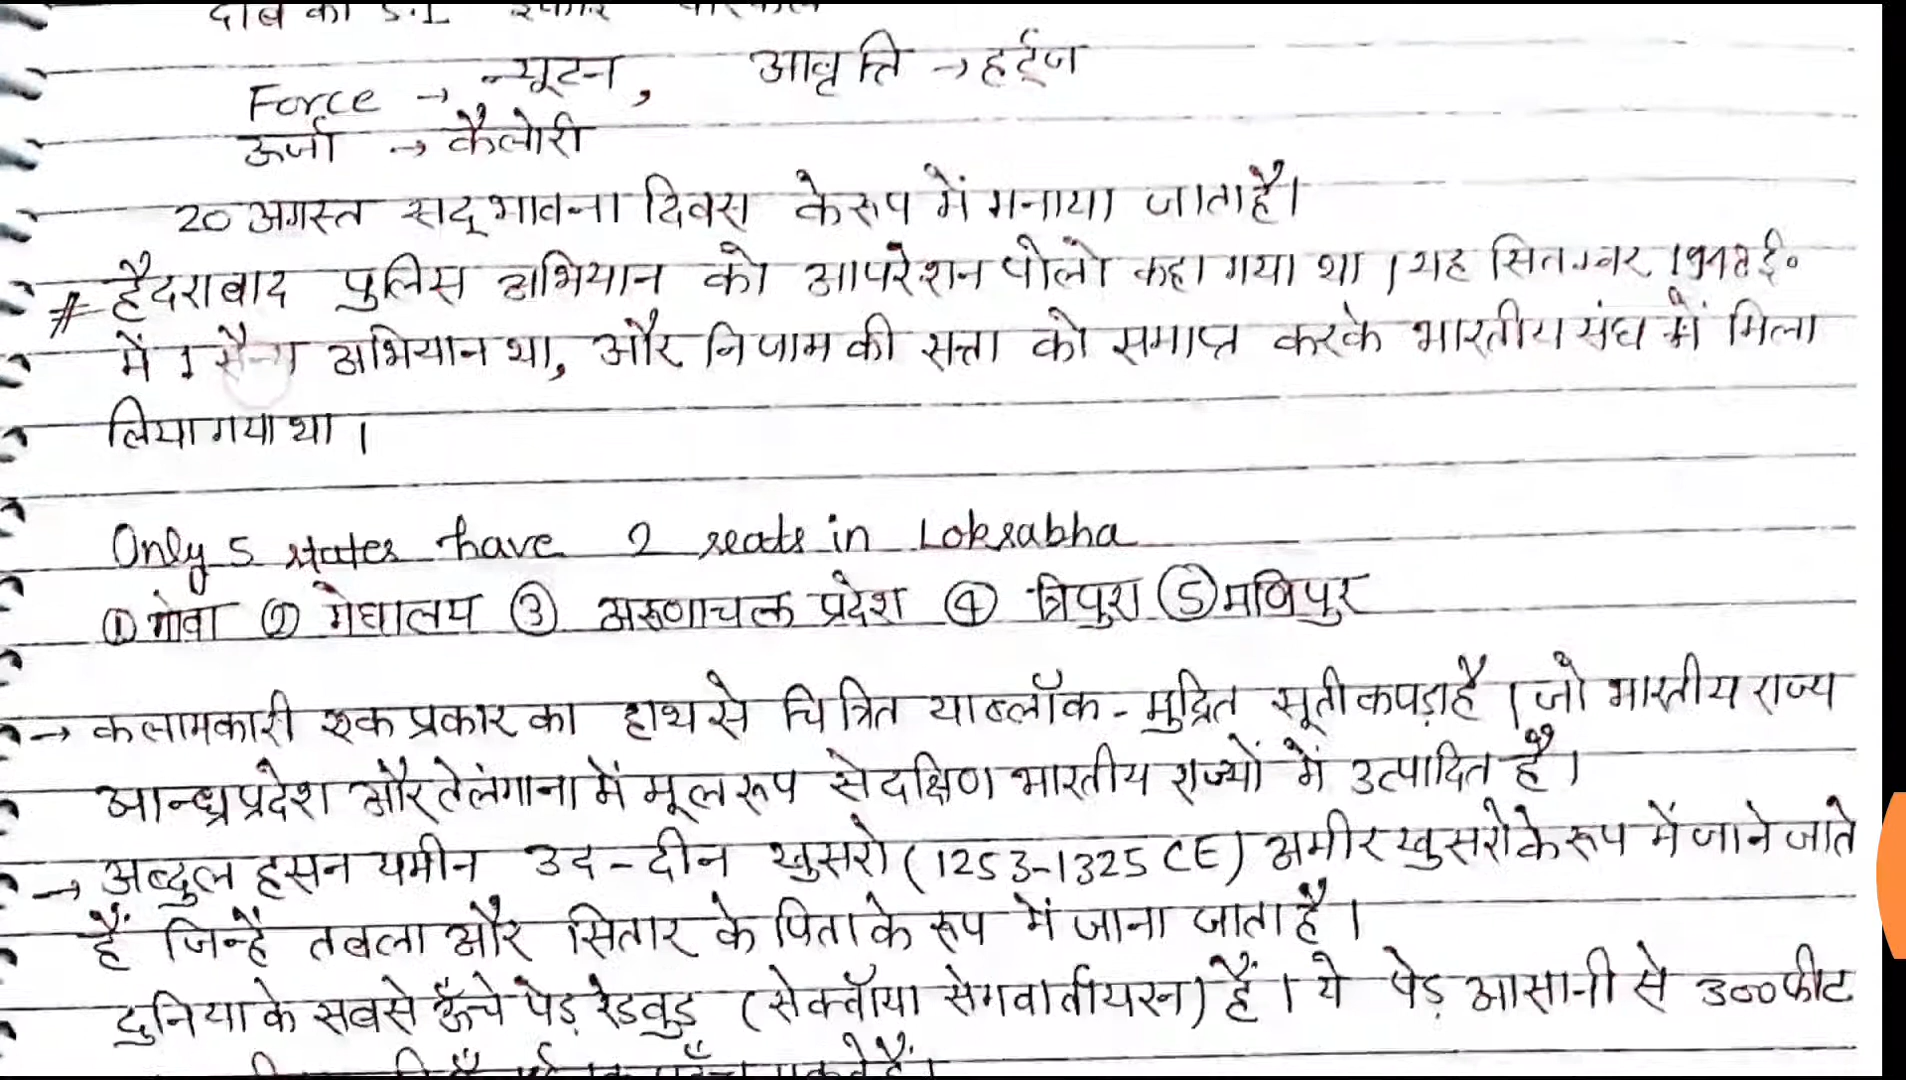 दाब का S.I इकाई पास्कल
Force → न्यूटन, आवृत्ति → हर्ट्ज
ऊर्जा → कैलोरी
20 अगस्त सद्भावना दिवस के रूप में मनाया जाता है।
# हैदराबाद पुलिस अभियान को आपरेशन पोलो कहा गया था। यह सितम्बर 1948 ई०
में 1 सैन्य अभियान था, और निजाम की सत्ता को समाप्त करके भारतीय संघ में मिला
लिया गया था।
Only 5 states have 2 seats in Loksabha
① गोवा ② मेघालय ③ अरूणाचल प्रदेश ④ त्रिपुरा ⑤ मणिपुर
→ कलामकारी एक प्रकार का हाथ से चित्रित या ब्लॉक-मुद्रित सूती कपड़ा है। जो भारतीय राज्य
आन्ध्र प्रदेश और तेलंगाना में मूल रूप से दक्षिण भारतीय राज्यों में उत्पादित है।
→ अब्दुल हसन यमीन उद-दीन खुसरो (1253-1325 CE) अमीर खुसरो के रूप में जाने जाते
हैं जिन्हें तबला और सितार के पिता के रूप में जाना जाता है।
दुनिया के सबसे ऊँचे पेड़ रेडवुड (सेक्वॉया सेमवार्तीयरन) हैं। ये पेड़ आसानी से 300 फीट